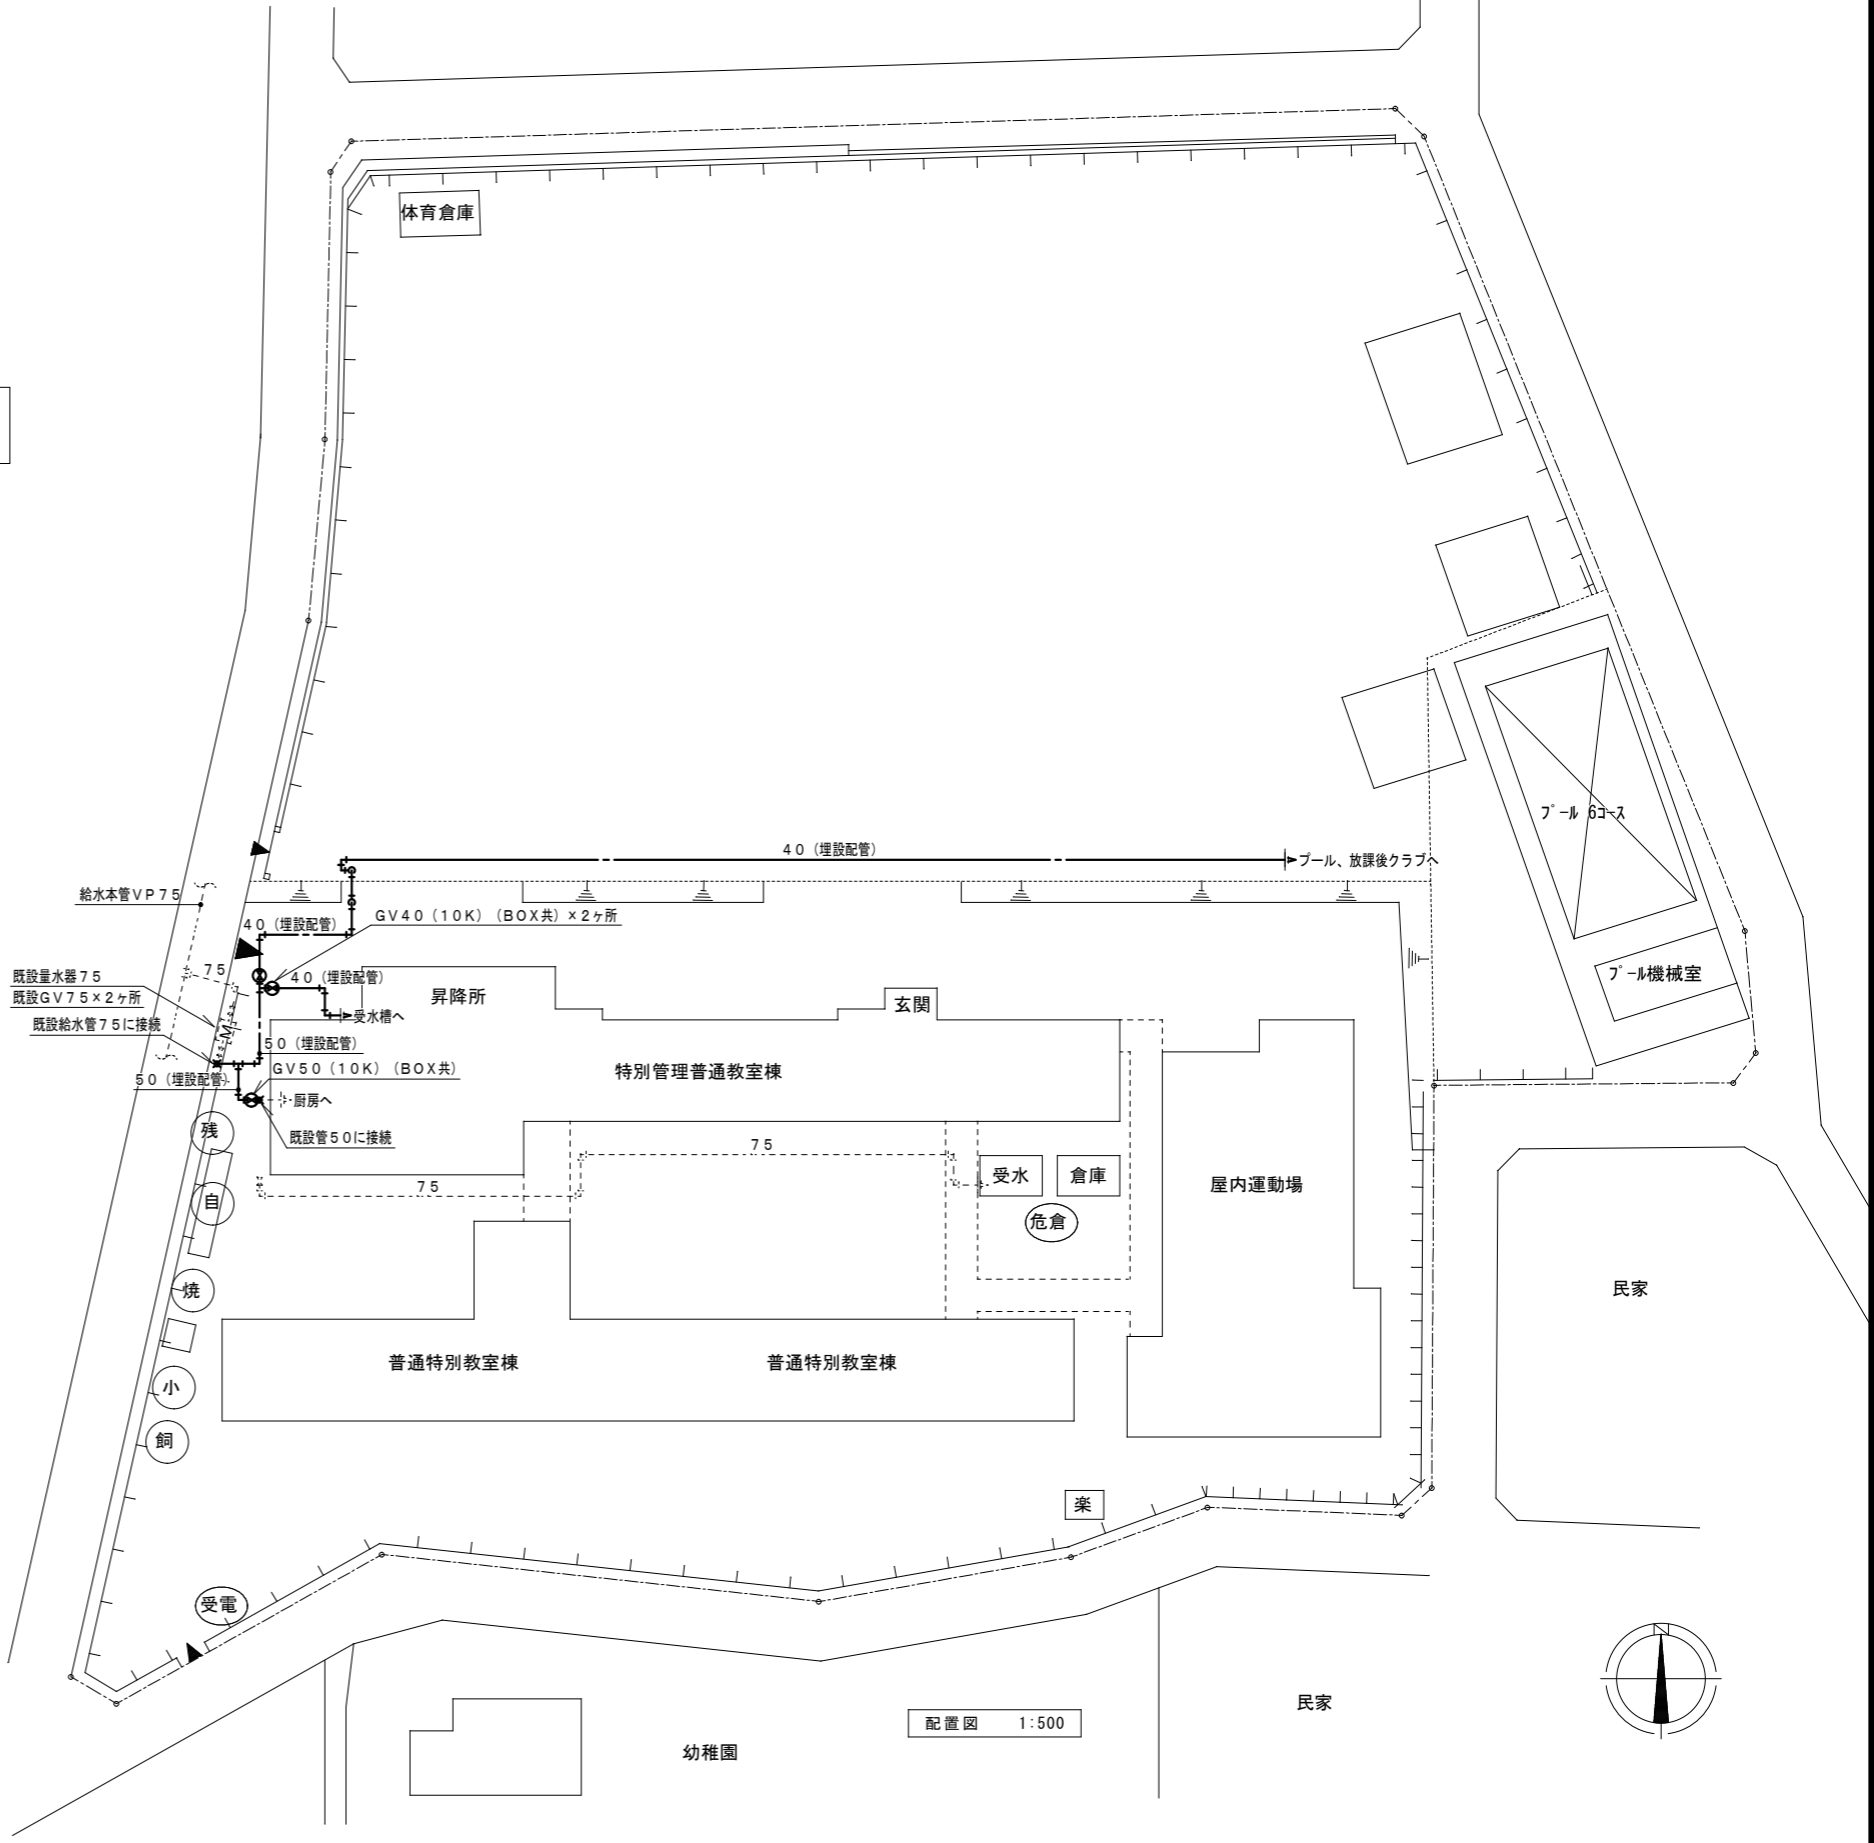 体育倉庫
プール 6コース
40（埋設配管）
プール、放課後クラブへ
給水本管VP75
GV40（10K）（BOX共）×2ヶ所
40（埋設配管）
75
既設量水器75
既設GV75×2ヶ所
既設給水管75に接続
40（埋設配管）
昇降所
玄関
プール機械室
受水槽へ
M
50（埋設配管）
GV50（10K）（BOX共）
特別管理普通教室棟
50（埋設配管）
厨房へ
残
既設管50に接続
75
受水
倉庫
屋内運動場
75
自
危倉
焼
民家
普通特別教室棟
普通特別教室棟
小
飼
楽
受電
N
民家
配置図 1:500
幼稚園